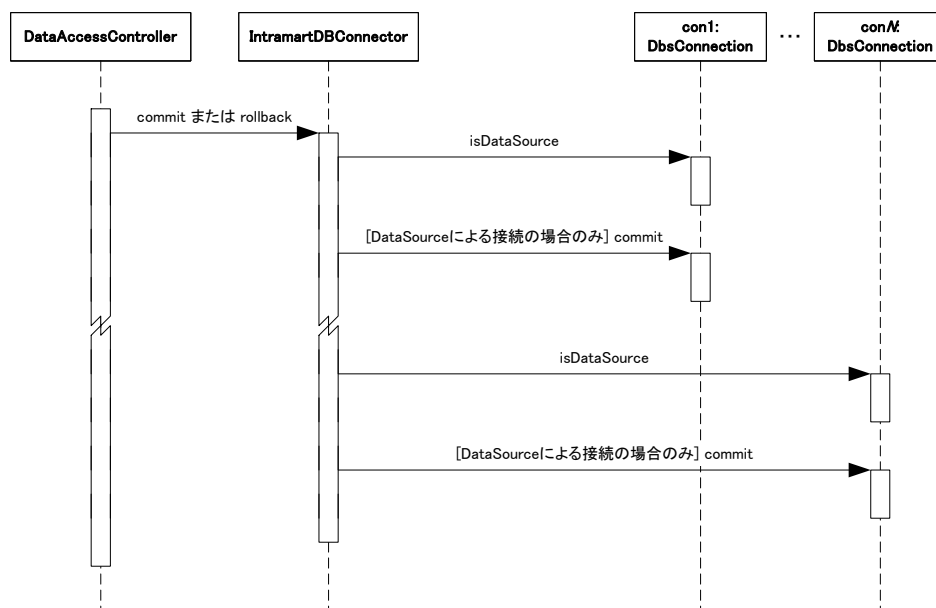 DataAccessController
IntramartDBConnector
con1:
DbsConnection
...
conN:
DbsConnection
commit または rollback
isDataSource
[DataSourceによる接続の場合のみ] commit
isDataSource
[DataSourceによる接続の場合のみ] commit